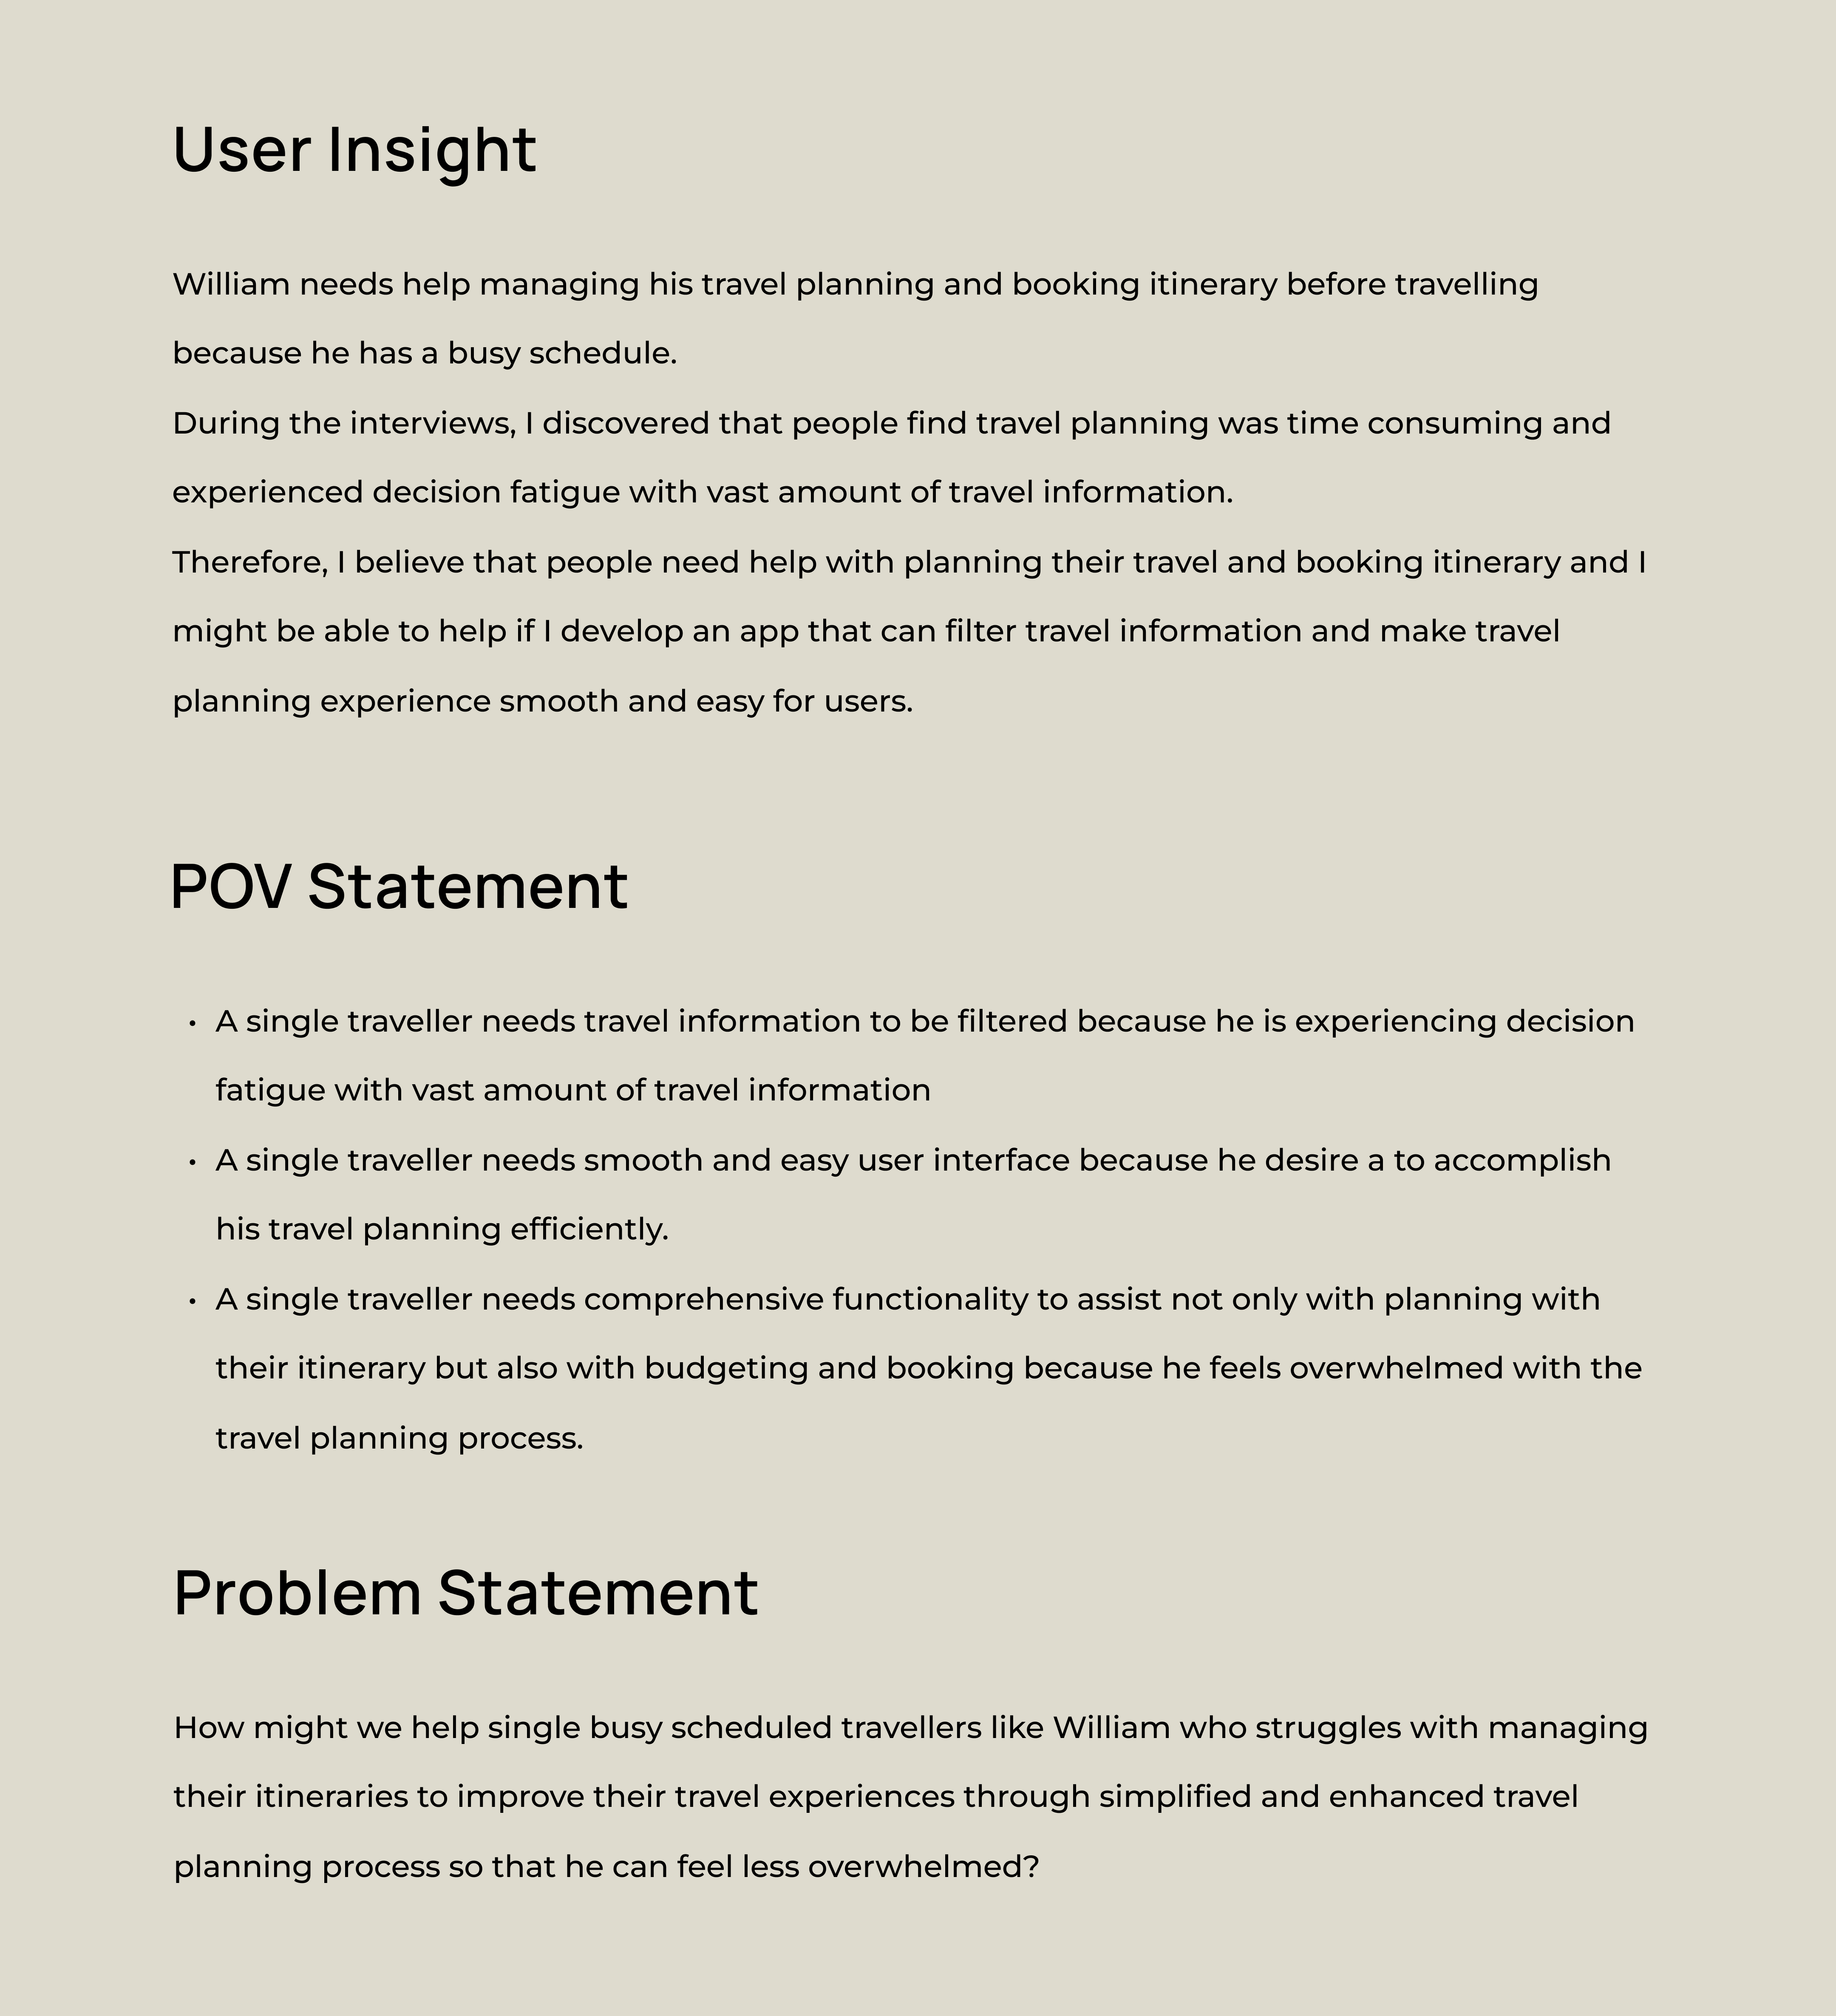 User Insight
William needs help managing his travel planning and booking itinerary before travelling
because he has a busy schedule.
During the interviews, I discovered that people find travel planning was time consuming and
experienced decision fatigue with vast amount of travel information.
Therefore, I believe that people need help with planning their travel and booking itinerary and I
might be able to help if I develop an app that can filter travel information and make travel
planning experience smooth and easy for users.
POV Statement
• A single traveller needs travel information to be filtered because he is experiencing decision
fatigue with vast amount of travel information
• A single traveller needs smooth and easy user interface because he desire a to accomplish
his travel planning efficiently.
• A single traveller needs comprehensive functionality to assist not only with planning with
their itinerary but also with budgeting and booking because he feels overwhelmed with the
travel planning process.
Problem Statement
How might we help single busy scheduled travellers like William who struggles with managing
their itineraries to improve their travel experiences through simplified and enhanced travel
planning process so that he can feel less overwhelmed?